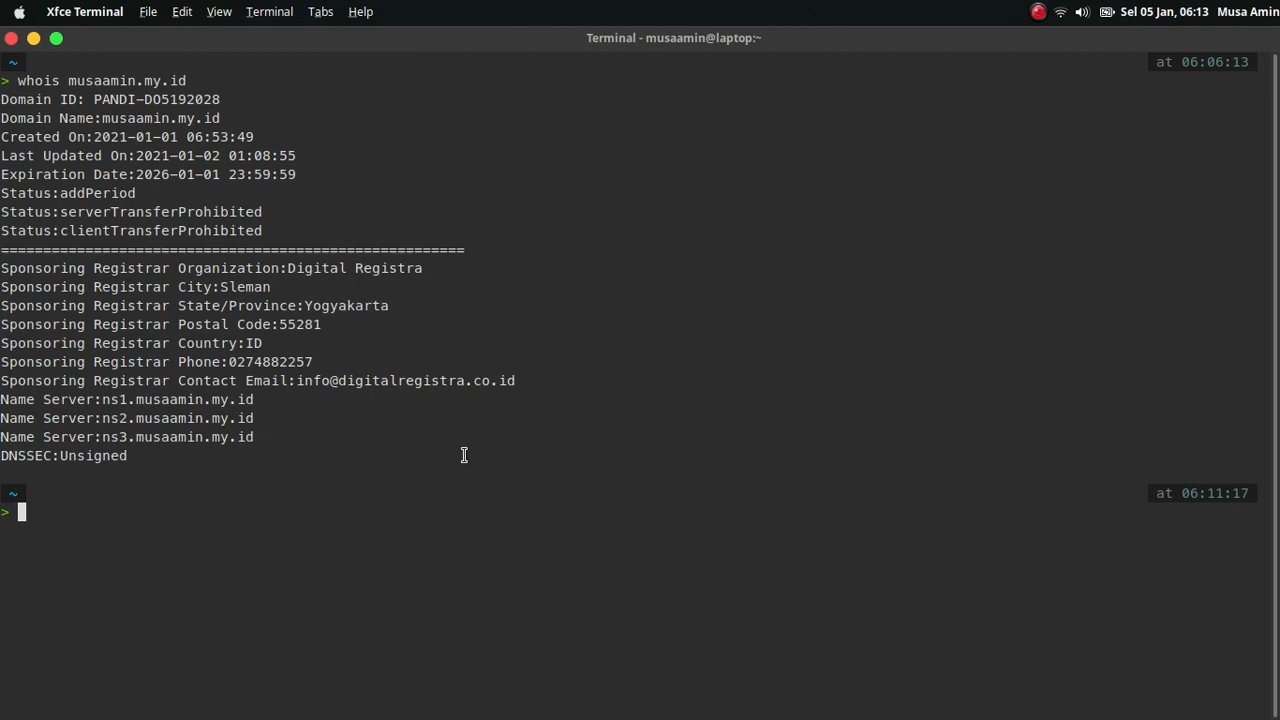 Xfce Terminal File Edit View Terminal Tabs Help Sel 05 Jan, 06:13 Musa Amin
Terminal - musaamin@laptop:~
~ at 06:06:13
> whois musaamin.my.id
Domain ID: PANDI-DO5192028
Domain Name:musaamin.my.id
Created On:2021-01-01 06:53:49
Last Updated On:2021-01-02 01:08:55
Expiration Date:2026-01-01 23:59:59
Status:addPeriod
Status:serverTransferProhibited
Status:clientTransferProhibited
=======================================================
Sponsoring Registrar Organization:Digital Registra
Sponsoring Registrar City:Sleman
Sponsoring Registrar State/Province:Yogyakarta
Sponsoring Registrar Postal Code:55281
Sponsoring Registrar Country:ID
Sponsoring Registrar Phone:0274882257
Sponsoring Registrar Contact Email:info@digitalregistra.co.id
Name Server:ns1.musaamin.my.id
Name Server:ns2.musaamin.my.id
Name Server:ns3.musaamin.my.id
DNSSEC:Unsigned
~ at 06:11:17
>